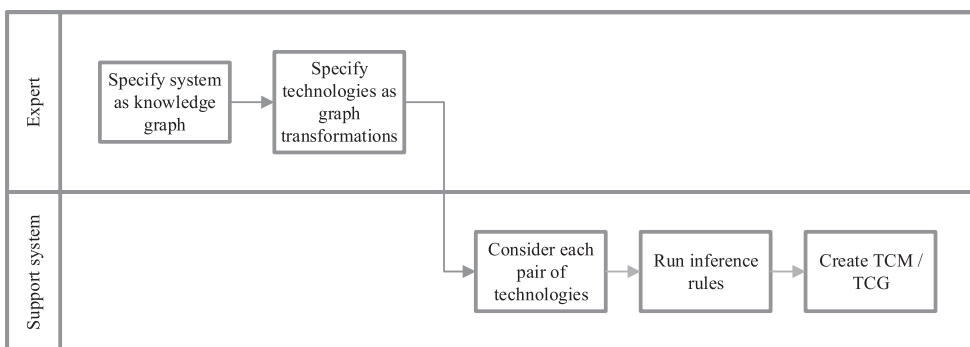 Expert
Specify system
as knowledge
graph
Specify
technologies as
graph
transformations
Support system
Consider each
pair of
technologies
Run inference
rules
Create TCM /
TCG